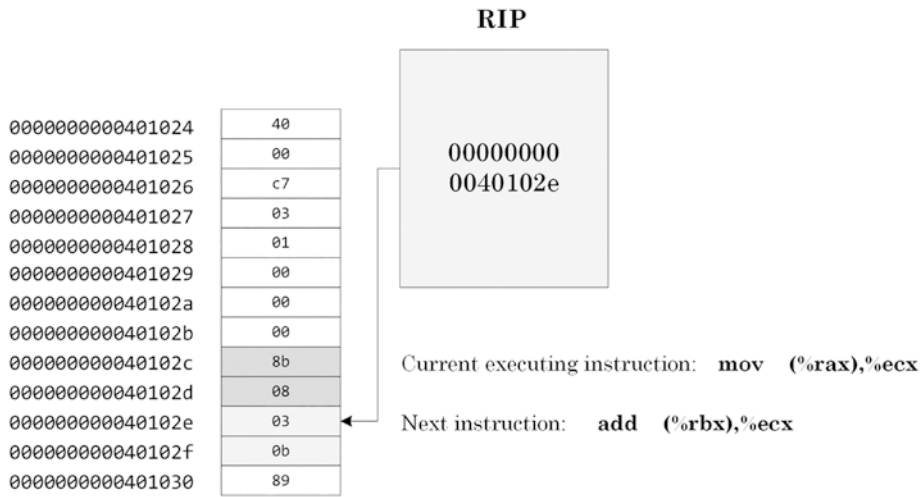 RIP
00000000
0040102e
0000000000401024 40
0000000000401025 00
0000000000401026 c7
0000000000401027 03
0000000000401028 01
0000000000401029 00
000000000040102a 00
000000000040102b 00
000000000040102c 8b
Current executing instruction: mov (%rax),%ecx
000000000040102d 08
000000000040102e 03
Next instruction: add (%rbx),%ecx
000000000040102f 0b
0000000000401030 89